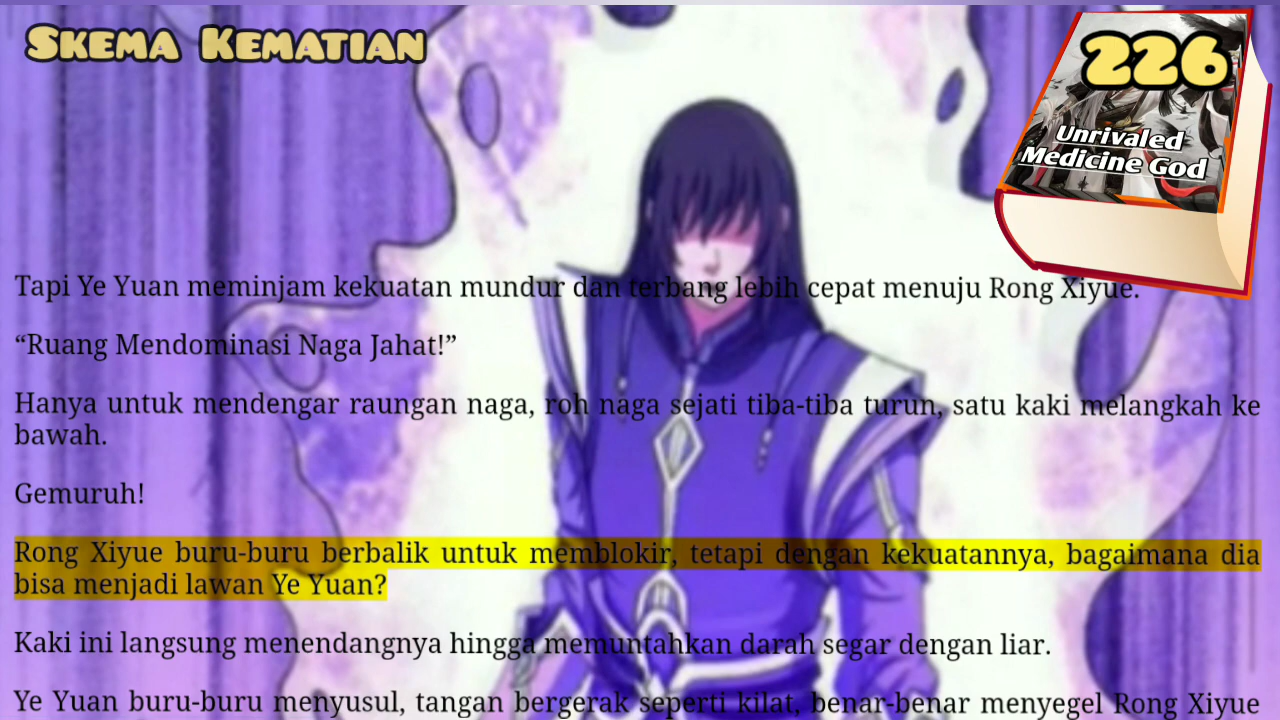 Skema Kematian
226
Unrivaled
Medicine God
Tapi Ye Yuan meminjam kekuatan mundur dan terbang lebih cepat menuju Rong Xiyue.
“Ruang Mendominasi Naga Jahat!”
Hanya untuk mendengar raungan naga, roh naga sejati tiba-tiba turun, satu kaki melangkah ke
bawah.
Gemuruh!
Rong Xiyue buru-buru berbalik untuk memblokir, tetapi dengan kekuatannya, bagaimana dia
bisa menjadi lawan Ye Yuan?
Kaki ini langsung menendangnya hingga memuntahkan darah segar dengan liar.
Ye Yuan buru-buru menyusul, tangan bergerak seperti kilat, benar-benar menyegel Rong Xiyue